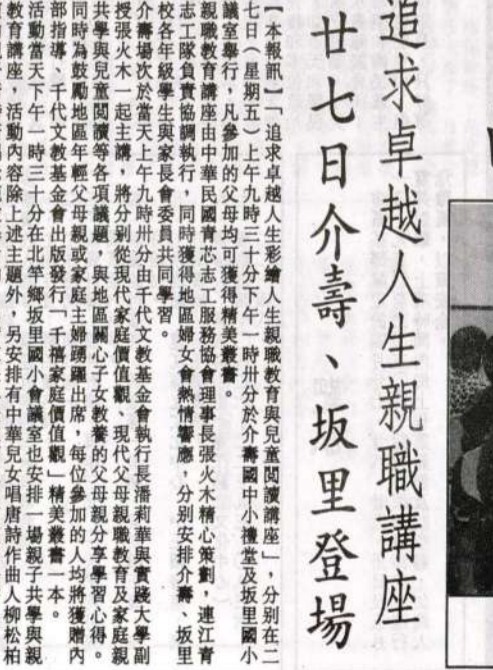 追求卓越人生親職講座
廿七日介壽、坂里登場
【本報訊】「追求卓越人生彩繪人生親職教育與兒童閱讀講座」，分別在二
七日（星期五）上午九時三十分下午一時卅分於介壽國中小禮堂及坂里國小
議室舉行，凡參加的父母均可獲得精美叢書。
親職教育講座由中華民國青芯志工服務協會理事長張火木精心策劃，連江青
志工隊負責協調執行，同時獲得地區婦女會熱情響應，分別安排介壽、坂里
校各年級學生與家長會委員共同學習。
介壽場次於當天上午九時卅分由千代文教基金會執行長潘莉華與實踐大學副
授張火木一起主講，將分別從現代家庭價值觀、現代父母親職教育及家庭親
共學與兒童閱讀等各項議題，與地區關心子女教養的父母親分享學習心得。
同時為鼓勵地區年輕父母親或家庭主婦踴躍出席，每位參加的人均將獲贈內
部指導、千代文教基金會出版發行「千禧家庭價值觀」精美叢書一本。
活動當天下午一時三十分在北竿鄉坂里國小會議室也安排一場親子共學與親
教育講座，活動內容除上述主題外，另安排有中華兒女唱唐詩作曲人柳松柏